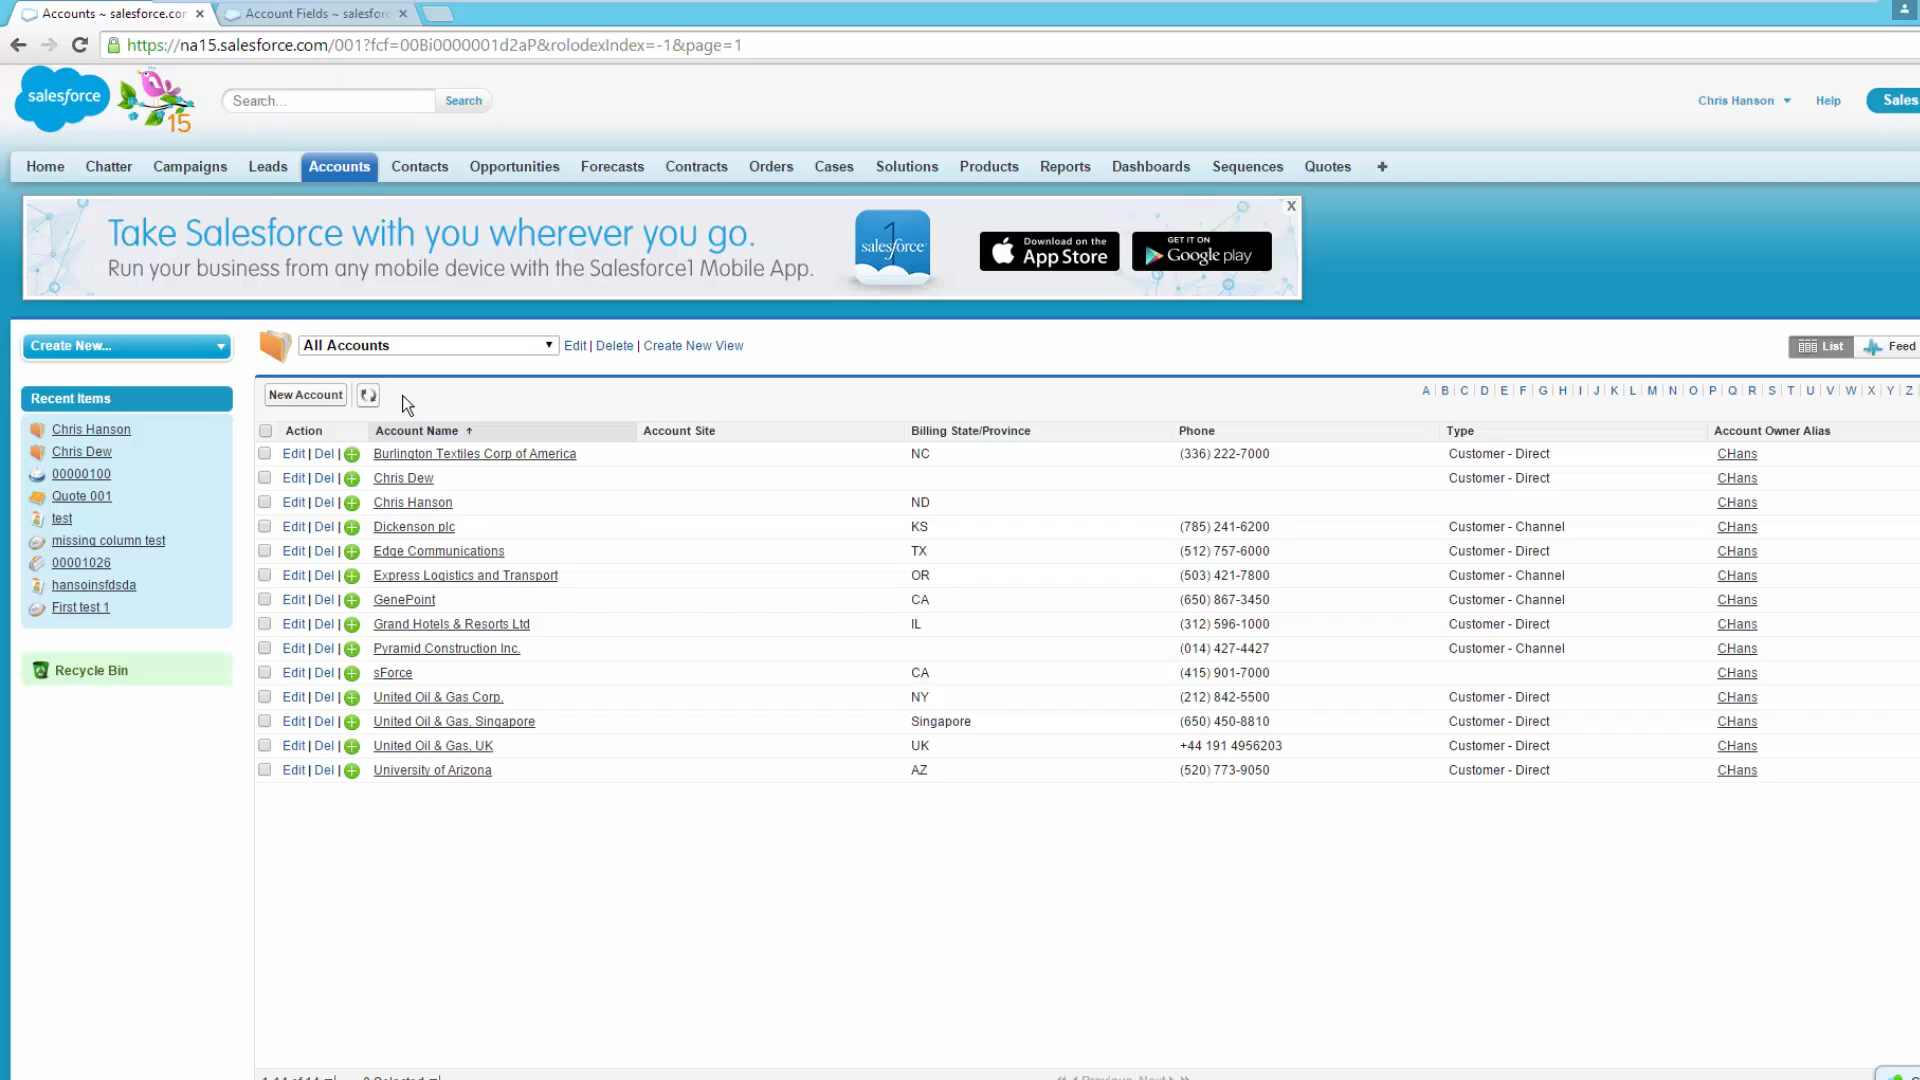 Accounts ~ salesforce.cor
Account Fields ~ salesforc
https://na15.salesforce.com/001?fcf=00Bi0000001d2aP&rolodexIndex=-1&page=1
salesforce
15
Search...
Search
Chris Hanson
Help
Sales
Home Chatter Campaigns Leads Accounts Contacts Opportunities Forecasts Contracts Orders Cases Solutions Products Reports Dashboards Sequences Quotes +
Take Salesforce with you wherever you go.
Run your business from any mobile device with the Salesforce1 Mobile App.
1
salesforce
Download on the
App Store
GET IT ON
Google play
X
Create New...
All Accounts
Edit | Delete | Create New View
List
Feed
Recent Items
Chris Hanson
Chris Dew
00000100
Quote 001
test
missing column test
00001026
hansoinsfdsda
First test 1
Recycle Bin
New Account
A | B | C | D | E | F | G | H | I | J | K | L | M | N | O | P | Q | R | S | T | U | V | W | X | Y | Z
Action Account Name Account Site Billing State/Province Phone Type Account Owner Alias
Edit | Del | Burlington Textiles Corp of America NC (336) 222-7000 Customer - Direct CHans
Edit | Del | Chris Dew Customer - Direct CHans
Edit | Del | Chris Hanson ND CHans
Edit | Del | Dickenson plc KS (785) 241-6200 Customer - Channel CHans
Edit | Del | Edge Communications TX (512) 757-6000 Customer - Direct CHans
Edit | Del | Express Logistics and Transport OR (503) 421-7800 Customer - Channel CHans
Edit | Del | GenePoint CA (650) 867-3450 Customer - Channel CHans
Edit | Del | Grand Hotels & Resorts Ltd IL (312) 596-1000 Customer - Direct CHans
Edit | Del | Pyramid Construction Inc. (014) 427-4427 Customer - Channel CHans
Edit | Del | sForce CA (415) 901-7000 CHans
Edit | Del | United Oil & Gas Corp. NY (212) 842-5500 Customer - Direct CHans
Edit | Del | United Oil & Gas, Singapore Singapore (650) 450-8810 Customer - Direct CHans
Edit | Del | United Oil & Gas, UK UK +44 191 4956203 Customer - Direct CHans
Edit | Del | University of Arizona AZ (520) 773-9050 Customer - Direct CHans